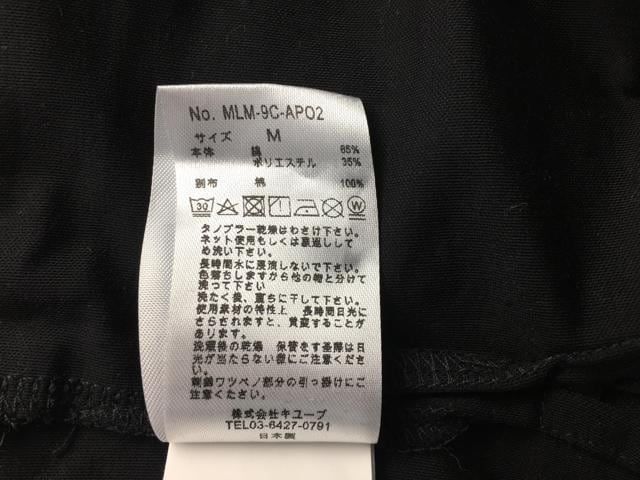 No. MLM-9C-AP02
サイズ M
本体 綿 65%
ポリエステル 35%
別布 綿 100%
30 W
タンブラー乾燥はお避け下さい。
ネット使用もしくは裏返しし
め洗い下さい。
長時間水に浸漬しないで下さい。
色落ちしますから他の物と分けて
洗って下さい
洗たく後、直ちに干して下さい。
使用素材の特性上 長時間日光に
さらされますと、黄変することが
あります。
洗濯後の乾燥 保管をする際は日
光が当たらない様にご注意くださ
い。
刺繍ワッペン部分の引っ掛けにご
注意ください。
株式会社キューブ
TEL03-6427-0791
日本製